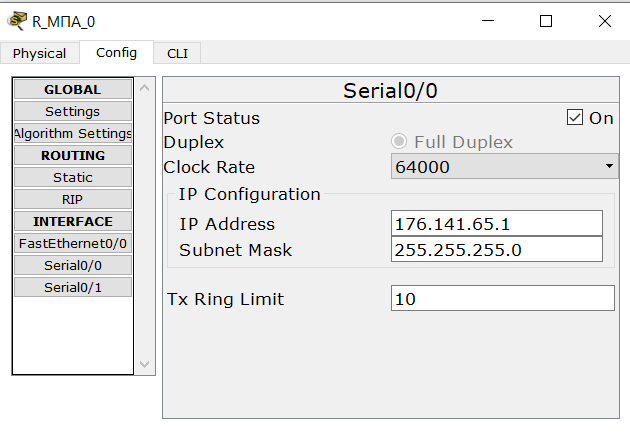 R_МПА_0
Physical
Config
CLI
GLOBAL
Settings
Algorithm Settings
ROUTING
Static
RIP
INTERFACE
FastEthernet0/0
Serial0/0
Serial0/1
Serial0/0
Port Status
On
Duplex
Full Duplex
Clock Rate
64000
IP Configuration
IP Address
176.141.65.1
Subnet Mask
255.255.255.0
Tx Ring Limit
10